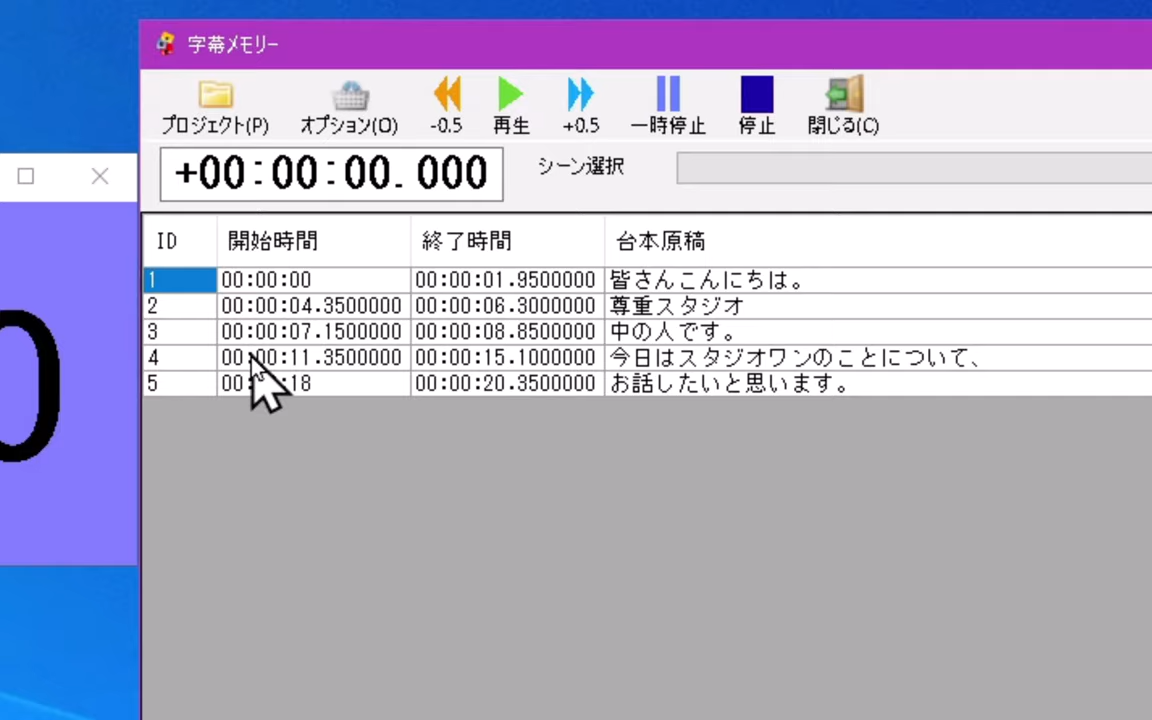 字幕メモリー
プロジェクト(P) オプション(O) -0.5 再生 +0.5 一時停止 停止 閉じる(C)
+00:00:00.000 シーン選択
ID 開始時間 終了時間 台本原稿
1 00:00:00 00:00:01.9500000 皆さんこんにちは。
2 00:00:04.3500000 00:00:06.3000000 尊重スタジオ
3 00:00:07.1500000 00:00:08.8500000 中の人です。
4 00:00:11.3500000 00:00:15.1000000 今日はスタジオワンのことについて、
5 00:00:18 00:00:20.3500000 お話したいと思います。
0